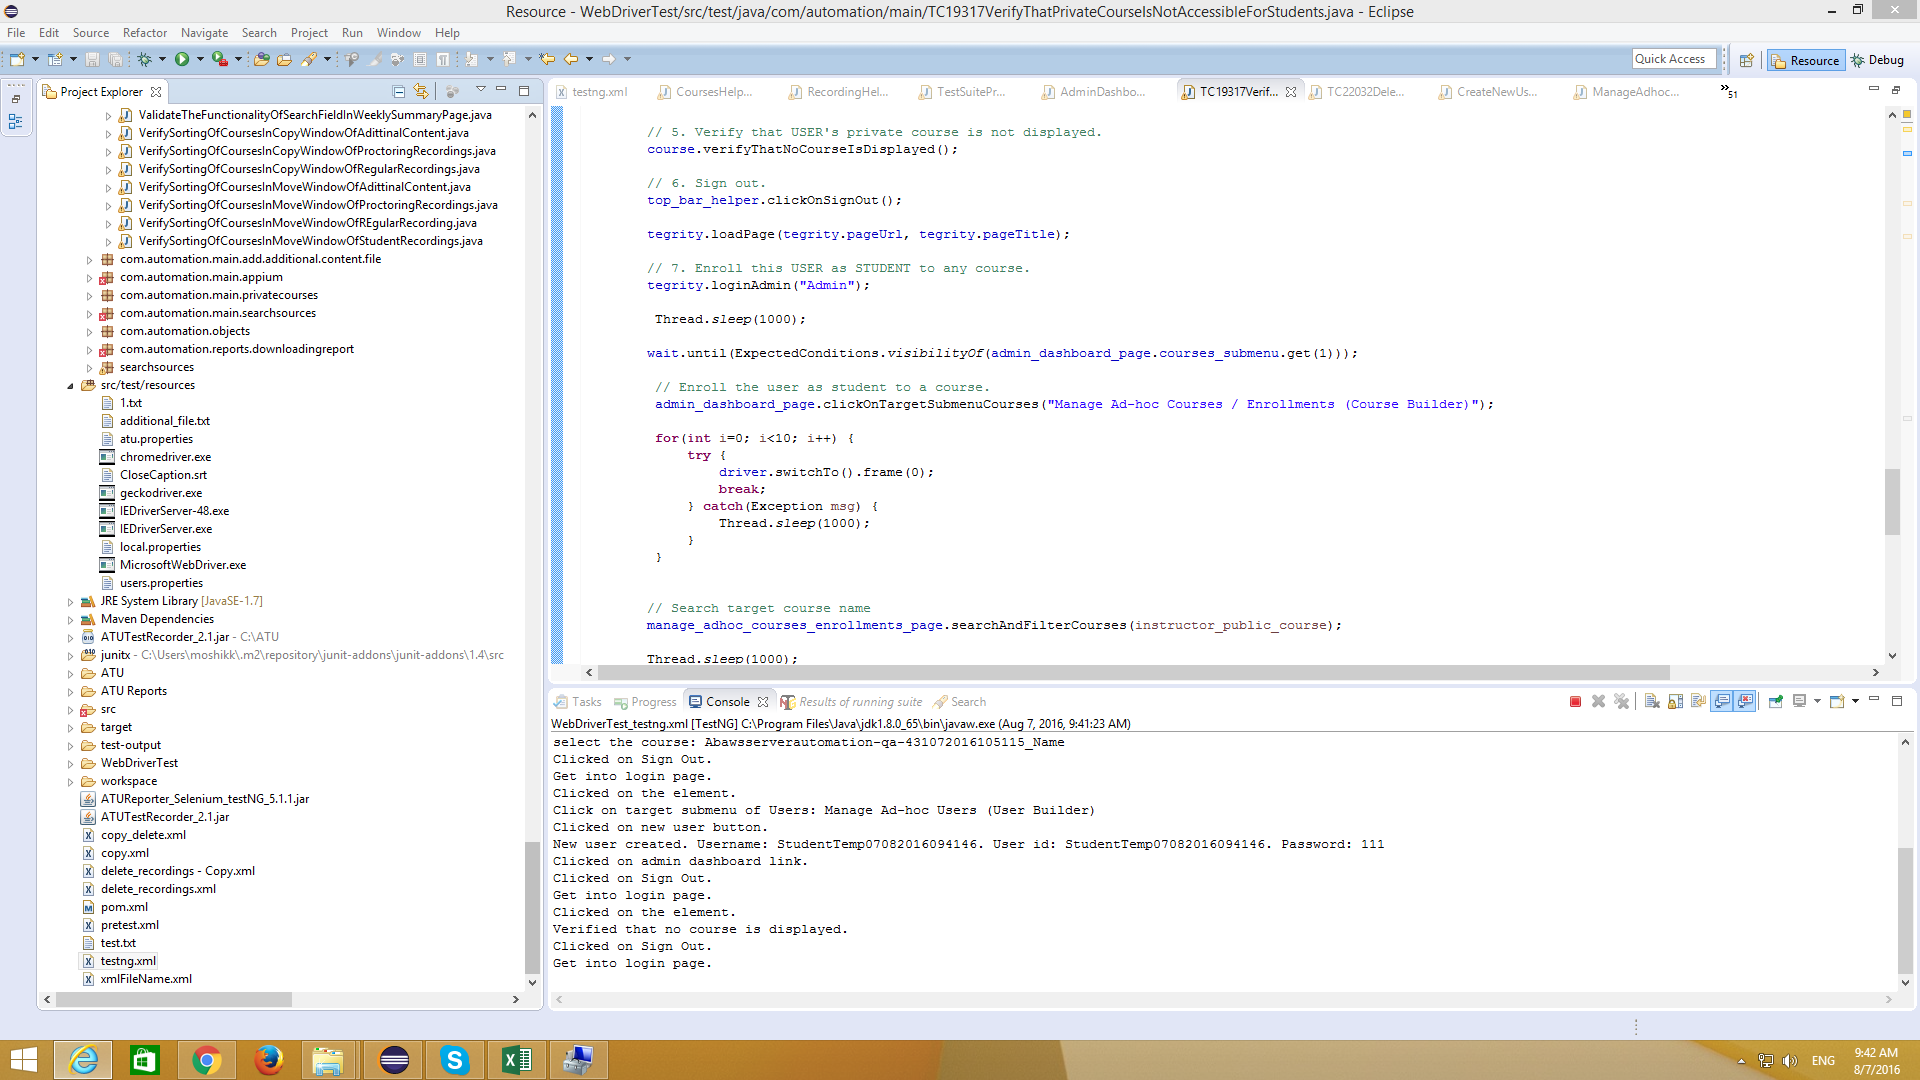 Resource - WebDriverTest/src/test/java/com/automation/main/TC19317VerifyThatPrivateCourseIsNotAccessibleForStudents.java - Eclipse
File Edit Source Refactor Navigate Search Project Run Window Help
Quick Access Resource Debug
Project Explorer
ValidateTheFunctionalityOfSearchFieldInWeeklySummaryPage.java
VerifySortingOfCoursesInCopyWindowOfAdittinalContent.java
VerifySortingOfCoursesInCopyWindowOfProctoringRecordings.java
VerifySortingOfCoursesInCopyWindowOfRegularRecordings.java
VerifySortingOfCoursesInMoveWindowOfAdittinalContent.java
VerifySortingOfCoursesInMoveWindowOfProctoringRecordings.java
VerifySortingOfCoursesInMoveWindowOfREgularRecording.java
VerifySortingOfCoursesInMoveWindowOfStudentRecordings.java
com.automation.main.add.additional.content.file
com.automation.main.appium
com.automation.main.privatecourses
com.automation.main.searchsources
com.automation.objects
com.automation.reports.downloadingreport
searchsources
src/test/resources
1.txt
additional_file.txt
atu.properties
chromedriver.exe
CloseCaption.srt
geckodriver.exe
IEDriverServer-48.exe
IEDriverServer.exe
local.properties
MicrosoftWebDriver.exe
users.properties
JRE System Library [JavaSE-1.7]
Maven Dependencies
ATUTestRecorder_2.1.jar - C:\ATU
junitx - C:\Users\moshikk\.m2\repository\junit-addons\junit-addons\1.4\src
ATU
ATU Reports
src
target
test-output
WebDriverTest
workspace
ATUReporter_Selenium_testNG_5.1.1.jar
ATUTestRecorder_2.1.jar
copy_delete.xml
copy.xml
delete_recordings - Copy.xml
delete_recordings.xml
pom.xml
pretest.xml
test.txt
testng.xml
xmlFileName.xml
testng.xml CoursesHelp... RecordingHel... TestSuitePr... AdminDashbo... TC19317Verif... TC22032Dele... CreateNewUs... ManageAdhoc... »51
// 5. Verify that USER's private course is not displayed.
course.verifyThatNoCourseIsDisplayed();
// 6. Sign out.
top_bar_helper.clickOnSignOut();
tegrity.loadPage(tegrity.pageUrl, tegrity.pageTitle);
// 7. Enroll this USER as STUDENT to any course.
tegrity.loginAdmin("Admin");
Thread.sleep(1000);
wait.until(ExpectedConditions.visibilityOf(admin_dashboard_page.courses_submenu.get(1)));
// Enroll the user as student to a course.
admin_dashboard_page.clickOnTargetSubmenuCourses("Manage Ad-hoc Courses / Enrollments (Course Builder)");
for(int i=0; i<10; i++) {
try {
driver.switchTo().frame(0);
break;
} catch(Exception msg) {
Thread.sleep(1000);
}
}
// Search target course name
manage_adhoc_courses_enrollments_page.searchAndFilterCourses(instructor_public_course);
Thread.sleep(1000);
Tasks Progress Console Results of running suite Search
WebDriverTest_testng.xml [TestNG] C:\Program Files\Java\jdk1.8.0_65\bin\javaw.exe (Aug 7, 2016, 9:41:23 AM)
select the course: Abawsserverautomation-qa-431072016105115_Name
Clicked on Sign Out.
Get into login page.
Clicked on the element.
Click on target submenu of Users: Manage Ad-hoc Users (User Builder)
Clicked on new user button.
New user created. Username: StudentTemp07082016094146. User id: StudentTemp07082016094146. Password: 111
Clicked on admin dashboard link.
Clicked on Sign Out.
Get into login page.
Clicked on the element.
Verified that no course is displayed.
Clicked on Sign Out.
Get into login page.
ENG
9:42 AM
8/7/2016